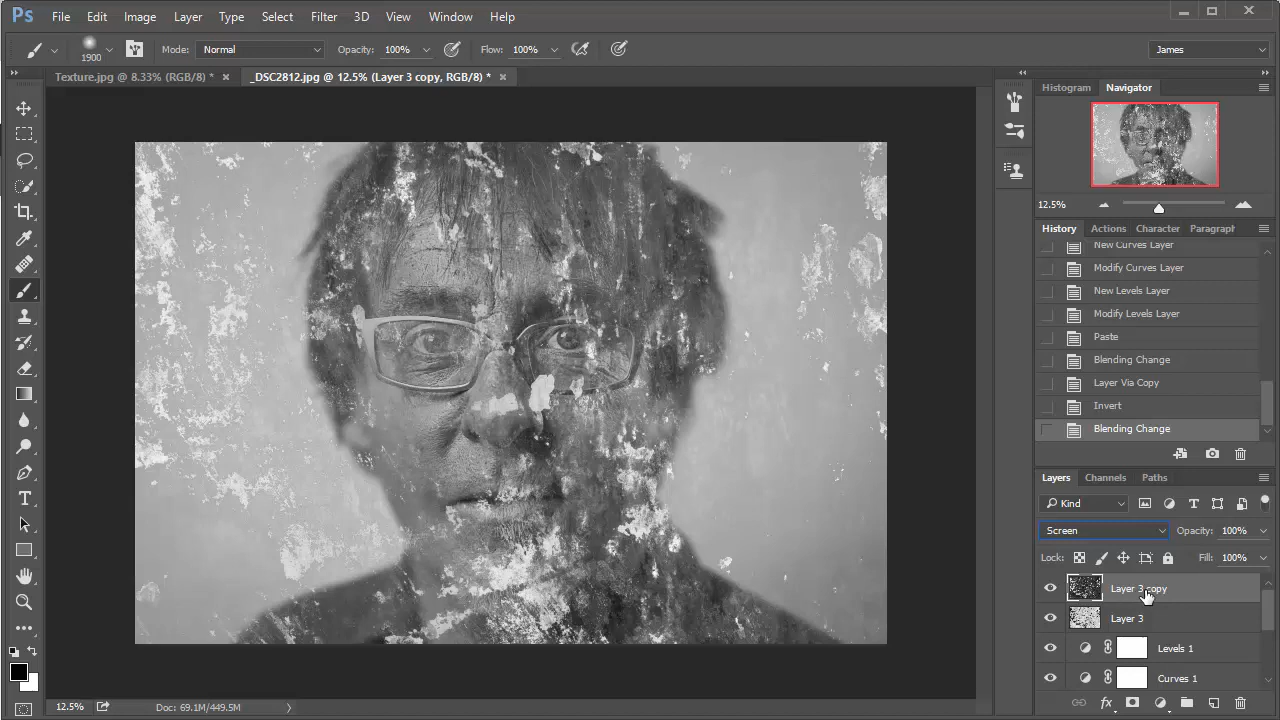 Ps File Edit Image Layer Type Select Filter 3D View Window Help
1900 Mode: Normal Opacity: 100% Flow: 100% James
Texture.jpg @ 8.33% (RGB/8) * × _DSC2812.jpg @ 12.5% (Layer 3 copy, RGB/8) * ×
Histogram Navigator
12.5%
History Actions Character Paragraph
New Curves Layer
Modify Curves Layer
New Levels Layer
Modify Levels Layer
Paste
Blending Change
Layer Via Copy
Invert
Blending Change
Layers Channels Paths
Kind
Screen Opacity: 100%
Lock: Fill: 100%
Layer 3 copy
Layer 3
Levels 1
Curves 1
12.5% Doc: 69.1M/449.5M